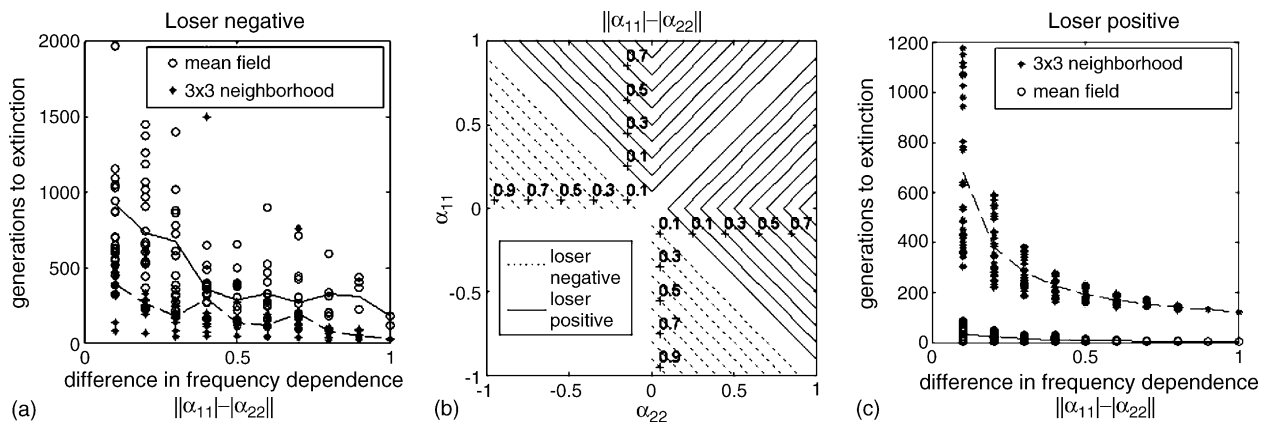 Loser negative
2000
1500
1000
500
0
0
0.5
1
mean field
3x3 neighborhood
generations to extinction
difference in frequency dependence
||α11|–|α22||
(a)
||α11|–|α22||
1
0.5
0
-0.5
-1
-1
-0.5
0
0.5
1
0.7
0.5
0.3
0.1
0.9 0.7 0.5 0.3 0.1
0.1 0.1 0.3 0.5 0.7
0.3
0.5
0.7
0.9
loser
negative
loser
positive
α11
α22
(b)
Loser positive
1200
1000
800
600
400
200
0
0
0.5
1
3x3 neighborhood
mean field
generations to extinction
difference in frequency dependence
||α11|–|α22||
(c)